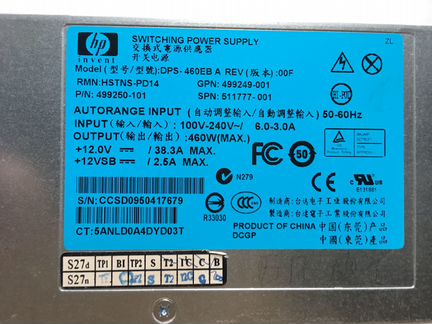 hp
invent
SWITCHING POWER SUPPLY
交換式電源供應器
开关电源
ZL
Model (型号/型號): DPS-460EB A REV (版本):00F
RMN:HSTNS-PD14 GPN: 499249-001
P/N: 499250-101 SPN: 511777-001
AUTORANGE INPUT (自动调整输入/自動調整輸入) 50-60Hz
INPUT (输入/輸入) : 100V-240V~/ 6.0-3.0A
OUTPUT(输出/輸出) :460W(MAX.)
+12.0V ⎓ / 38.3A MAX.
+12VSB ⎓ / 2.5A MAX.
FC 50
N279
CE
c UL US
E131881
S/N:CCSD0950417679
CT:5ANLD0A4DYD03T
R33030
CCC
制造商: 台达电子工业股份有限公司
製造商: 台達電子工業股份有限公司
PRODUCT OF CHINA 中国(东莞)产
DCGP 中國(東莞)產
S27d TP1 BI TP2 S T2 TC C B
S27n